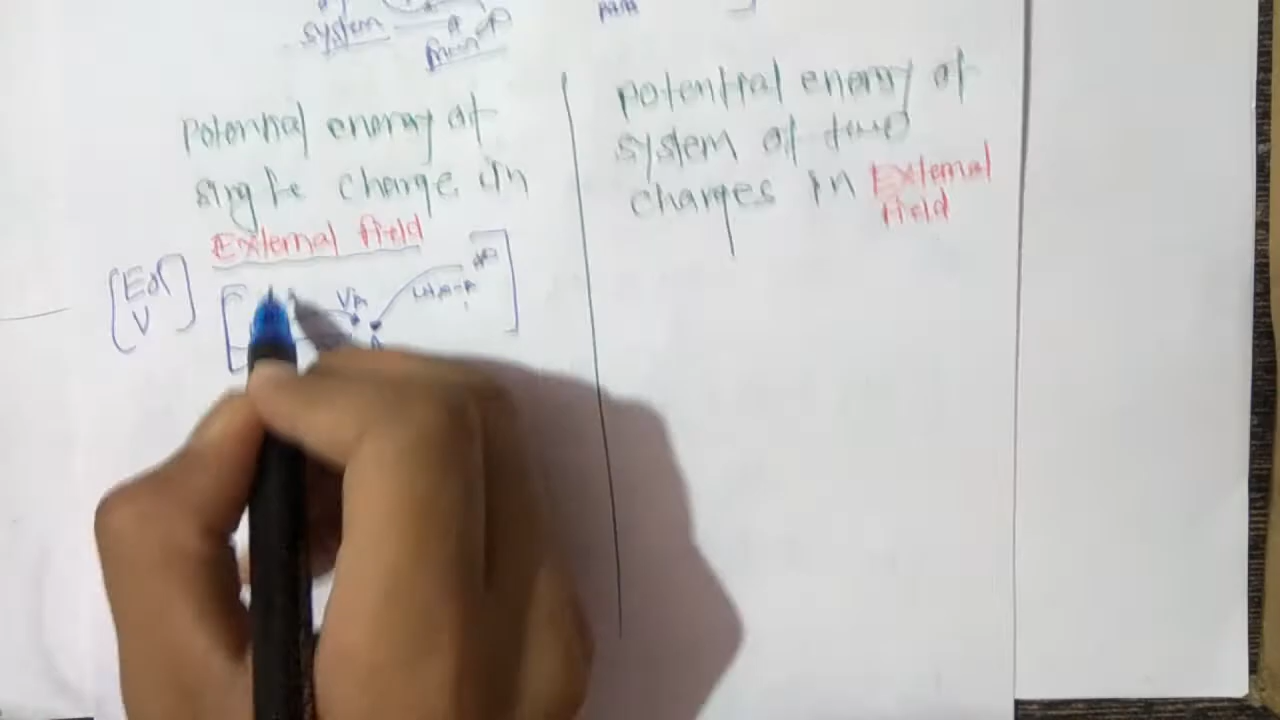 system
Potential energy of
single charge in
External field
potential energy of
system of two
charges in External
field
V
VA
A